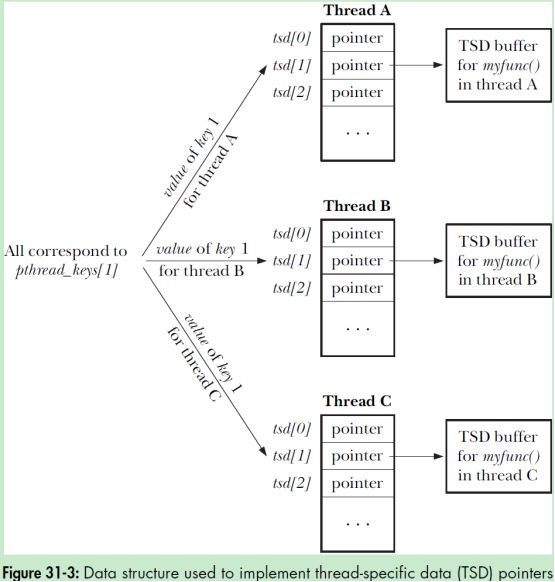 Thread A
tsd[0] pointer
tsd[1] pointer
tsd[2] pointer
. . .
TSD buffer
for myfunc()
in thread A
value of key 1
for thread A
Thread B
tsd[0] pointer
tsd[1] pointer
tsd[2] pointer
. . .
TSD buffer
for myfunc()
in thread B
All correspond to
pthread_keys[1]
value of key 1
for thread B
value of key 1
for thread C
Thread C
tsd[0] pointer
tsd[1] pointer
tsd[2] pointer
. . .
TSD buffer
for myfunc()
in thread C
Figure 31-3: Data structure used to implement thread-specific data (TSD) pointers